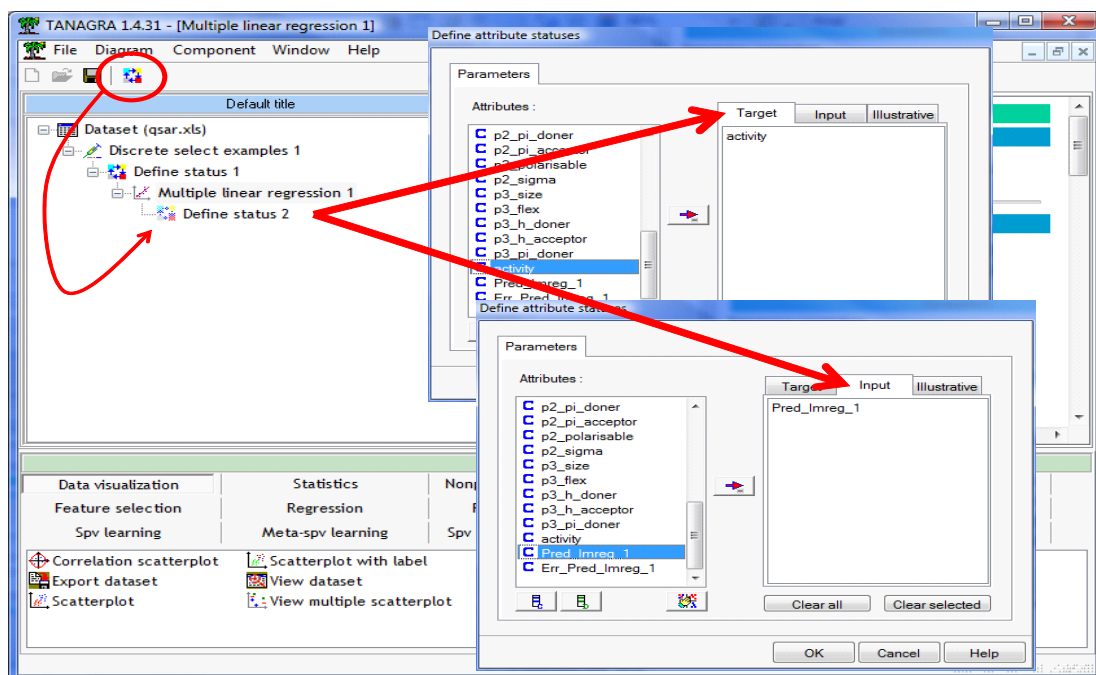 TANAGRA 1.4.31 - [Multiple linear regression 1]
File Diagram Component Window Help
Default title
Dataset (qsar.xls)
Discrete select examples 1
Define status 1
Multiple linear regression 1
Define status 2
Define attribute statuses
Parameters
Attributes :
p2_pi_doner
p2_pi_acceptor
p2_polarisable
p2_sigma
p3_size
p3_flex
p3_h_doner
p3_h_acceptor
p3_pi_doner
activity
Pred_lmreg_1
Err_Pred_lmreg_1
Target Input Illustrative
activity
Define attribute statuses
Parameters
Attributes :
p2_pi_doner
p2_pi_acceptor
p2_polarisable
p2_sigma
p3_size
p3_flex
p3_h_doner
p3_h_acceptor
p3_pi_doner
activity
Pred_lmreg_1
Err_Pred_lmreg_1
Target Input Illustrative
Pred_lmreg_1
Clear all Clear selected
OK Cancel Help
Data visualization Statistics
Feature selection Regression
Spv learning Meta-spv learning Spv
Correlation scatterplot Scatterplot with label
Export dataset View dataset
Scatterplot View multiple scatterplot